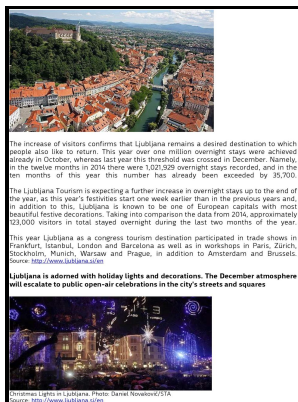 The increase of visitors confirms that Ljubljana remains a desired destination to which
people also like to return. This year over one million overnight stays were achieved
already in October, whereas last year this threshold was crossed in December. Namely,
in the twelve months in 2014 there were 1,021,929 overnight stays recorded, and in the
ten months of this year this number has already been exceeded by 35,700.
The Ljubljana Tourism is expecting a further increase in overnight stays up to the end of
the year, as this year's festivities start one week earlier than in the previous years and,
in addition to this, Ljubljana is known to be one of European capitals with most
beautiful festive decorations. Taking into comparison the data from 2014, approximately
123,000 visitors in total stayed overnight during the last two months of the year.
This year Ljubljana as a congress tourism destination participated in trade shows in
Frankfurt, Istanbul, London and Barcelona as well as in workshops in Paris, Zürich,
Stockholm, Munich, Warsaw and Prague, in addition to Amsterdam and Brussels.
Source: http://www.ljubljana.si/en
Ljubljana is adorned with holiday lights and decorations. The December atmosphere
will escalate to public open-air celebrations in the city's streets and squares
Christmas Lights in Ljubljana. Photo: Daniel Novakovič/STA
Source: http://www.ljubljana.si/en